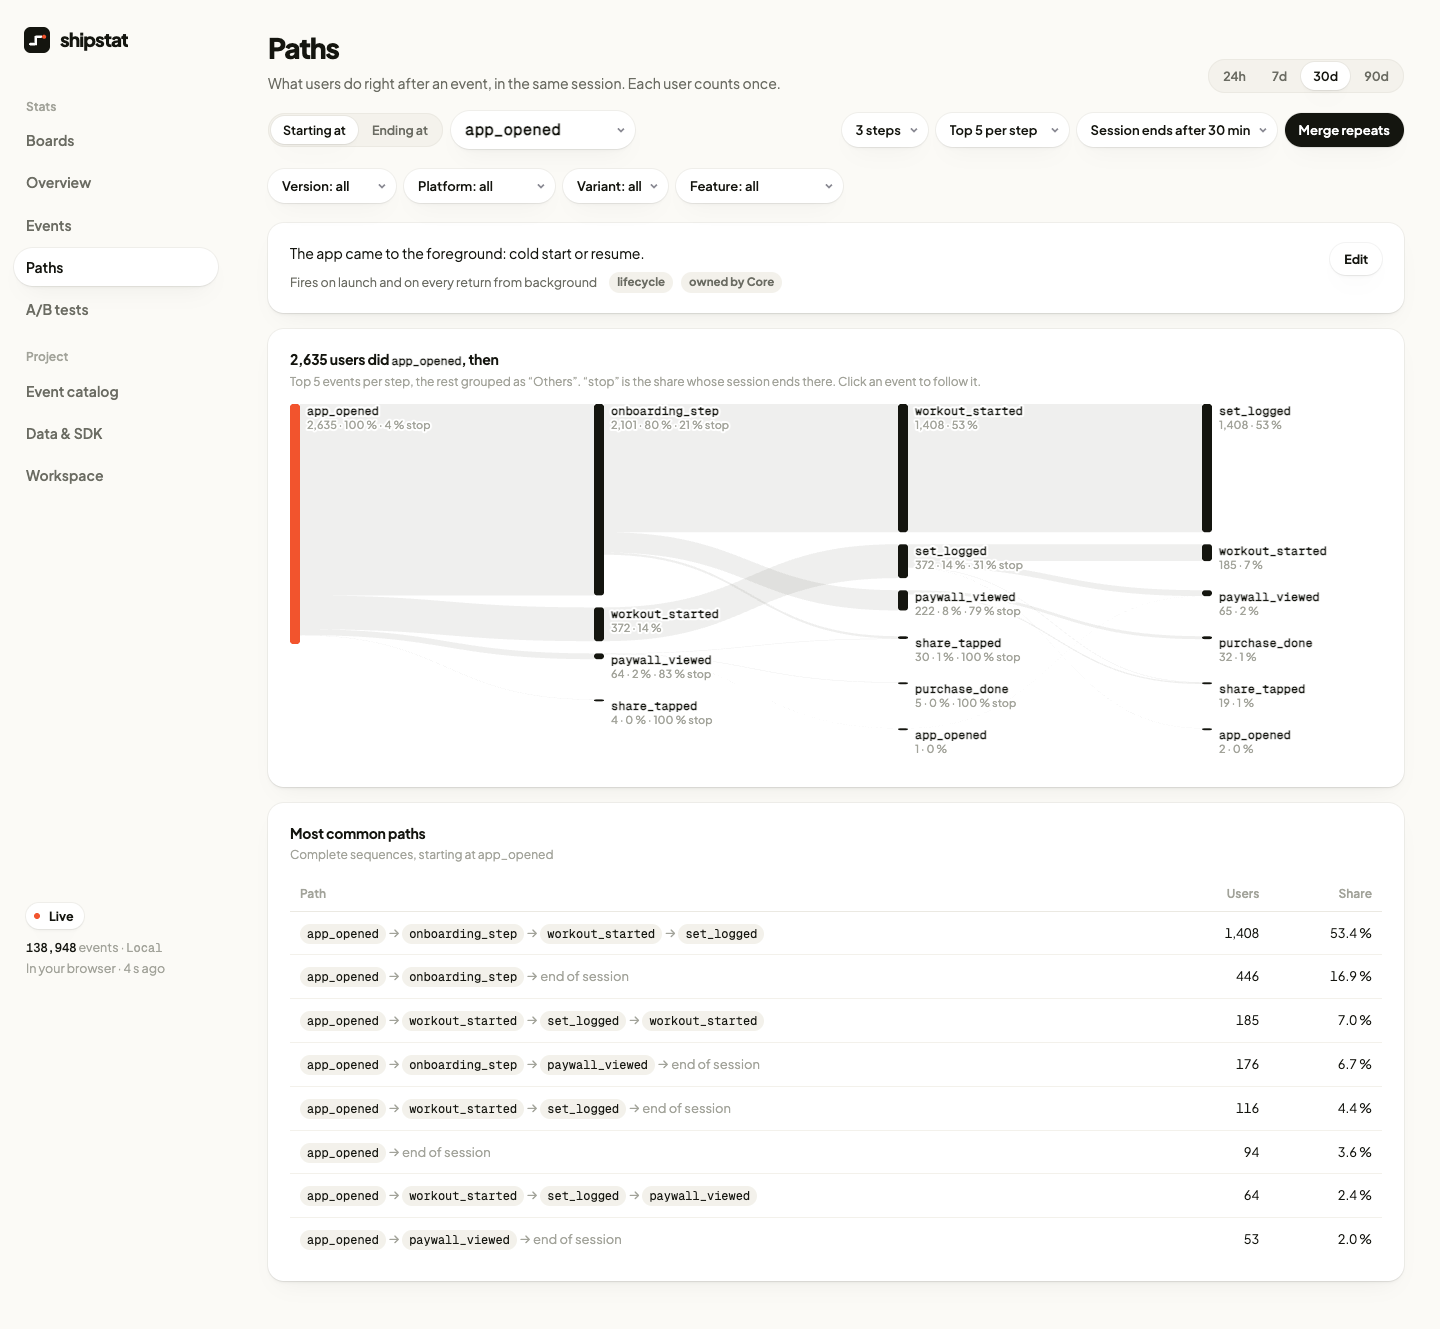 shipstat
Stats
Boards
Overview
Events
Paths
A/B tests
Project
Event catalog
Data & SDK
Workspace
Live
138,948 events · Local
In your browser · 4 s ago
Paths
What users do right after an event, in the same session. Each user counts once.
24h 7d 30d 90d
Starting at Ending at app_opened 3 steps Top 5 per step Session ends after 30 min Merge repeats
Version: all Platform: all Variant: all Feature: all
The app came to the foreground: cold start or resume.
Edit
Fires on launch and on every return from background lifecycle owned by Core
2,635 users did app_opened, then
Top 5 events per step, the rest grouped as "Others". "stop" is the share whose session ends there. Click an event to follow it.
app_opened
2,635 · 100 % · 4 % stop
onboarding_step
2,101 · 80 % · 21 % stop
workout_started
372 · 14 %
paywall_viewed
64 · 2 % · 83 % stop
share_tapped
4 · 0 % · 100 % stop
workout_started
1,408 · 53 %
set_logged
372 · 14 % · 31 % stop
paywall_viewed
222 · 8 % · 79 % stop
share_tapped
30 · 1 % · 100 % stop
purchase_done
5 · 0 % · 100 % stop
app_opened
1 · 0 %
set_logged
1,408 · 53 %
workout_started
185 · 7 %
paywall_viewed
65 · 2 %
purchase_done
32 · 1 %
share_tapped
19 · 1 %
app_opened
2 · 0 %
Most common paths
Complete sequences, starting at app_opened
Path Users Share
app_opened → onboarding_step → workout_started → set_logged 1,408 53.4 %
app_opened → onboarding_step → end of session 446 16.9 %
app_opened → workout_started → set_logged → workout_started 185 7.0 %
app_opened → onboarding_step → paywall_viewed → end of session 176 6.7 %
app_opened → workout_started → set_logged → end of session 116 4.4 %
app_opened → end of session 94 3.6 %
app_opened → workout_started → set_logged → paywall_viewed 64 2.4 %
app_opened → paywall_viewed → end of session 53 2.0 %